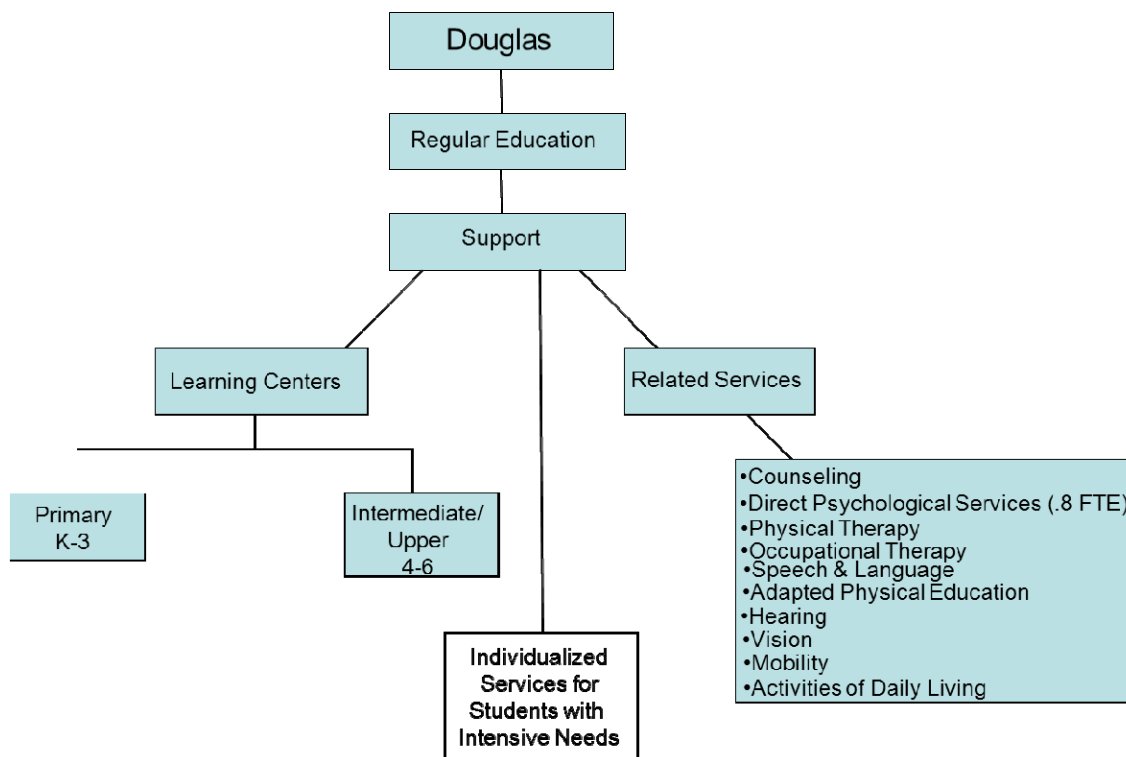 Douglas
Regular Education
Support
Learning Centers
Related Services
Primary
K-3
Intermediate/
Upper
4-6
•Counseling
•Direct Psychological Services (.8 FTE)
•Physical Therapy
•Occupational Therapy
•Speech & Language
•Adapted Physical Education
•Hearing
•Vision
•Mobility
•Activities of Daily Living
Individualized
Services for
Students with
Intensive Needs